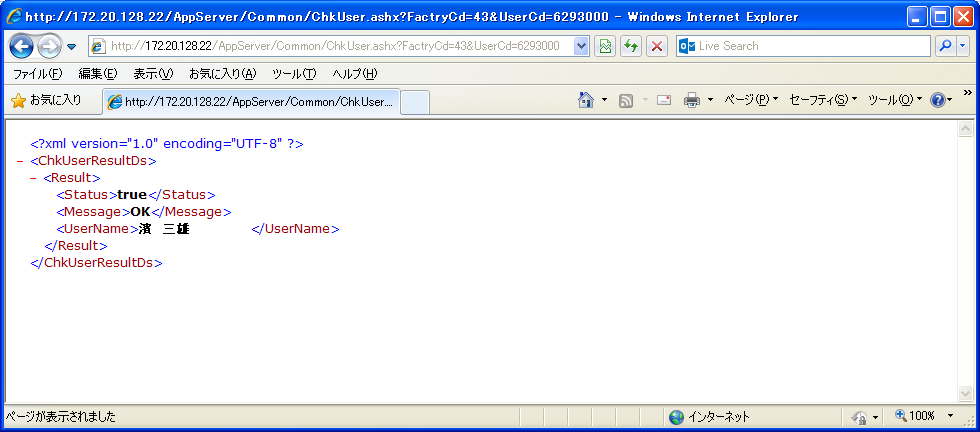 http://172.20.128.22/AppServer/Common/ChkUser.ashx?FactryCd=43&UserCd=6293000 - Windows Internet Explorer
http://172.20.128.22/AppServer/Common/ChkUser.ashx?FactryCd=43&UserCd=6293000 Live Search
ファイル(F) 編集(E) 表示(V) お気に入り(A) ツール(T) ヘルプ(H)
お気に入り http://172.20.128.22/AppServer/Common/ChkUser.... ページ(P) セーフティ(S) ツール(O) »
<?xml version="1.0" encoding="UTF-8" ?>
- <ChkUserResultDs>
- <Result>
<Status>true</Status>
<Message>OK</Message>
<UserName>濱　三雄　　　　　</UserName>
</Result>
</ChkUserResultDs>
ページが表示されました インターネット 100%